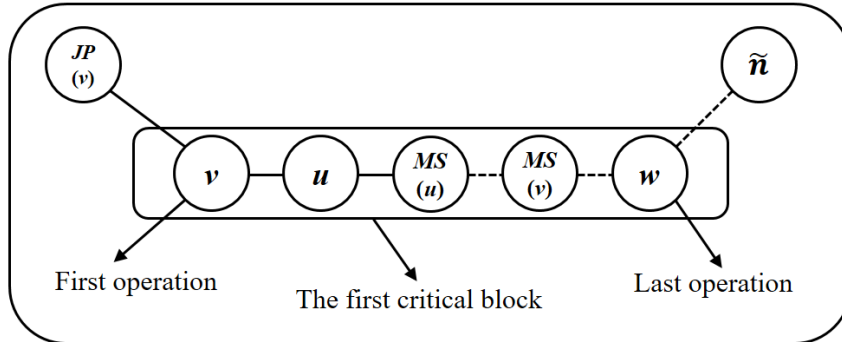 JP
(v)
ñ
v
u
MS
(u)
MS
(v)
w
First operation
The first critical block
Last operation